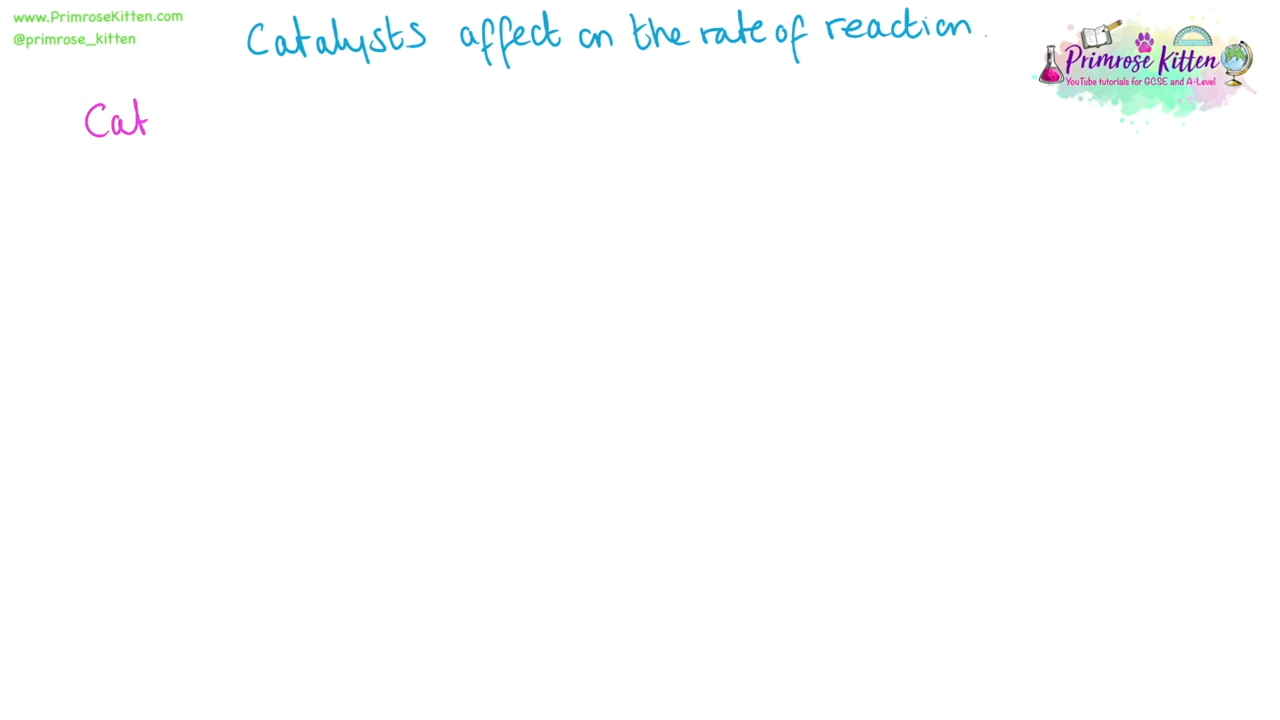 www.PrimroseKitten.com
@primrose_kitten
Catalysts affect on the rate of reaction.
Primrose Kitten
YouTube tutorials for GCSE and A-Level
Cat